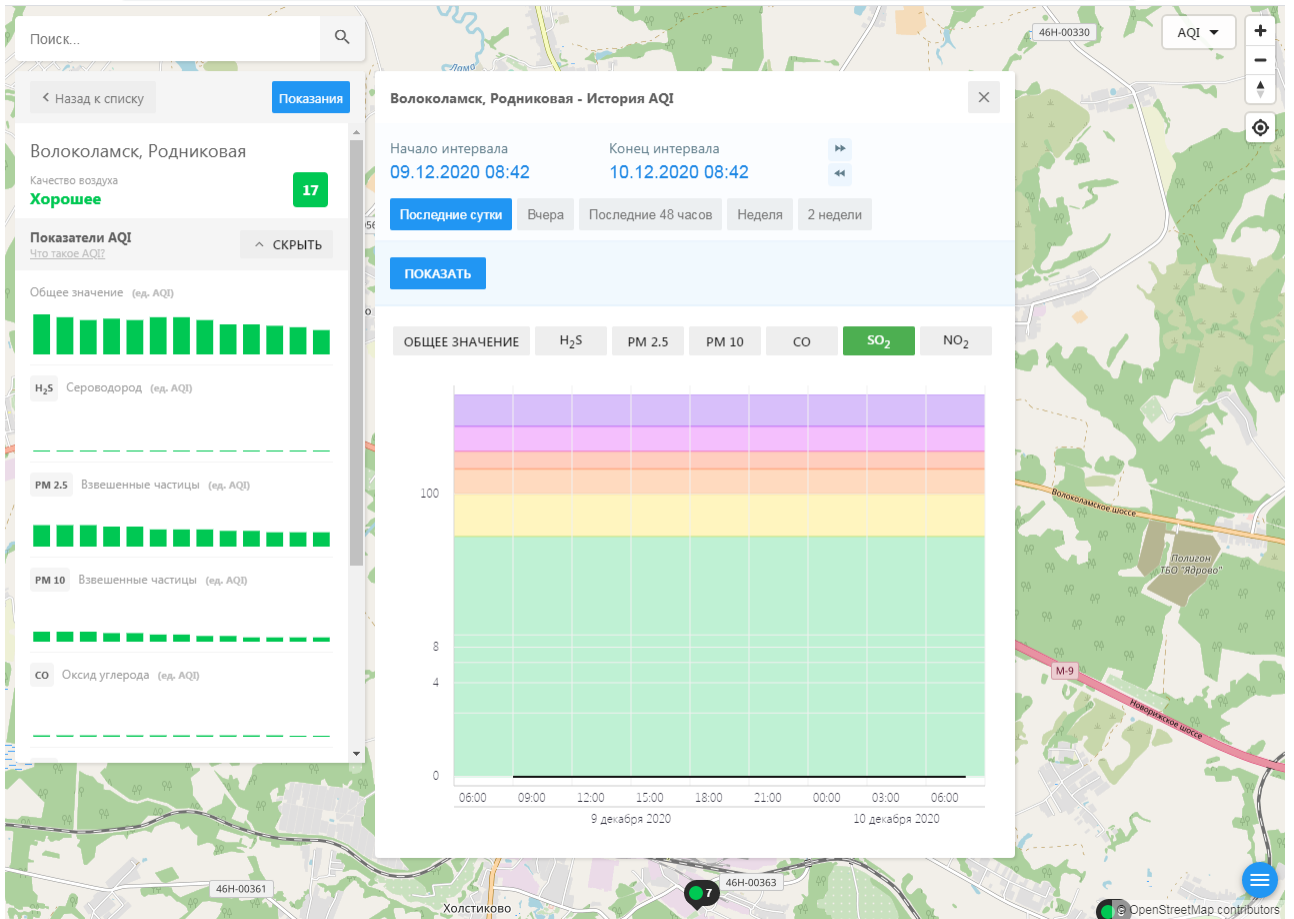 Поиск...
46Н-00330
AQI
Ламо
Назад к списку
Показания
Волоколамск, Родниковая
Качество воздуха
Хорошее
17
Показатели AQI
Что такое AQI?
СКРЫТЬ
Общее значение (ед. AQI)
H2S Сероводород (ед. AQI)
PM 2.5 Взвешенные частицы (ед. AQI)
PM 10 Взвешенные частицы (ед. AQI)
CO Оксид углерода (ед. AQI)
Волоколамск, Родниковая - История AQI
Начало интервала
Конец интервала
09.12.2020 08:42
10.12.2020 08:42
Последние сутки
Вчера
Последние 48 часов
Неделя
2 недели
ПОКАЗАТЬ
ОБЩЕЕ ЗНАЧЕНИЕ
H2S
PM 2.5
PM 10
CO
SO2
NO2
100
8
4
0
06:00 09:00 12:00 15:00 18:00 21:00 00:00 03:00 06:00
9 декабря 2020
10 декабря 2020
Волоколамское шоссе
Полигон
ТБО "Ядрово"
М-9
Новорижское шоссе
46Н-00361
46Н-00363
7
Холстиково
© OpenStreetMap contributors